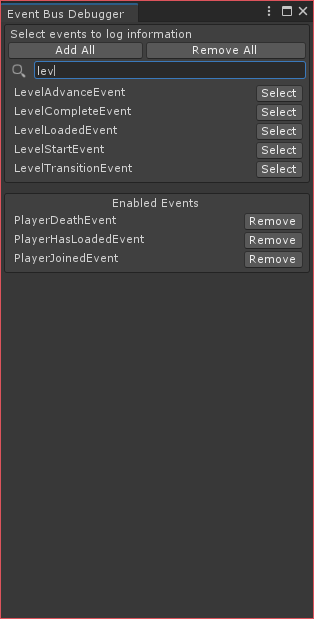 Event Bus Debugger
Select events to log information
Add All Remove All
lev
LevelAdvanceEvent Select
LevelCompleteEvent Select
LevelLoadedEvent Select
LevelStartEvent Select
LevelTransitionEvent Select
Enabled Events
PlayerDeathEvent Remove
PlayerHasLoadedEvent Remove
PlayerJoinedEvent Remove